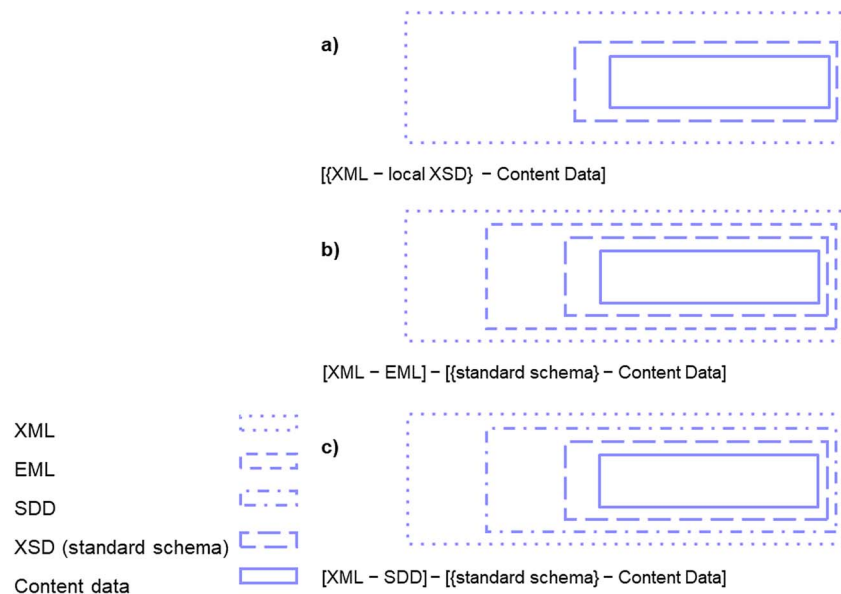 a)
[{XML − local XSD} − Content Data]
b)
[XML − EML] − [{standard schema} − Content Data]
c)
[XML − SDD] − [{standard schema} − Content Data]
XML
EML
SDD
XSD (standard schema)
Content data